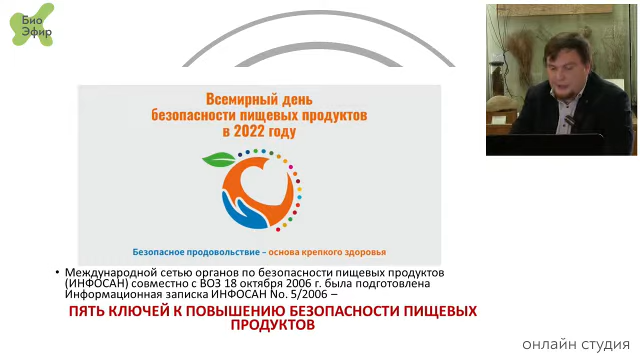 Био
Эфир
Всемирный день
безопасности пищевых продуктов
в 2022 году
Безопасное продовольствие – основа крепкого здоровья
• Международной сетью органов по безопасности пищевых продуктов
(ИНФОСАН) совместно с ВОЗ 18 октября 2006 г. была подготовлена
Информационная записка ИНФОСАН No. 5/2006 –
ПЯТЬ КЛЮЧЕЙ К ПОВЫШЕНИЮ БЕЗОПАСНОСТИ ПИЩЕВЫХ
ПРОДУКТОВ
онлайн студия